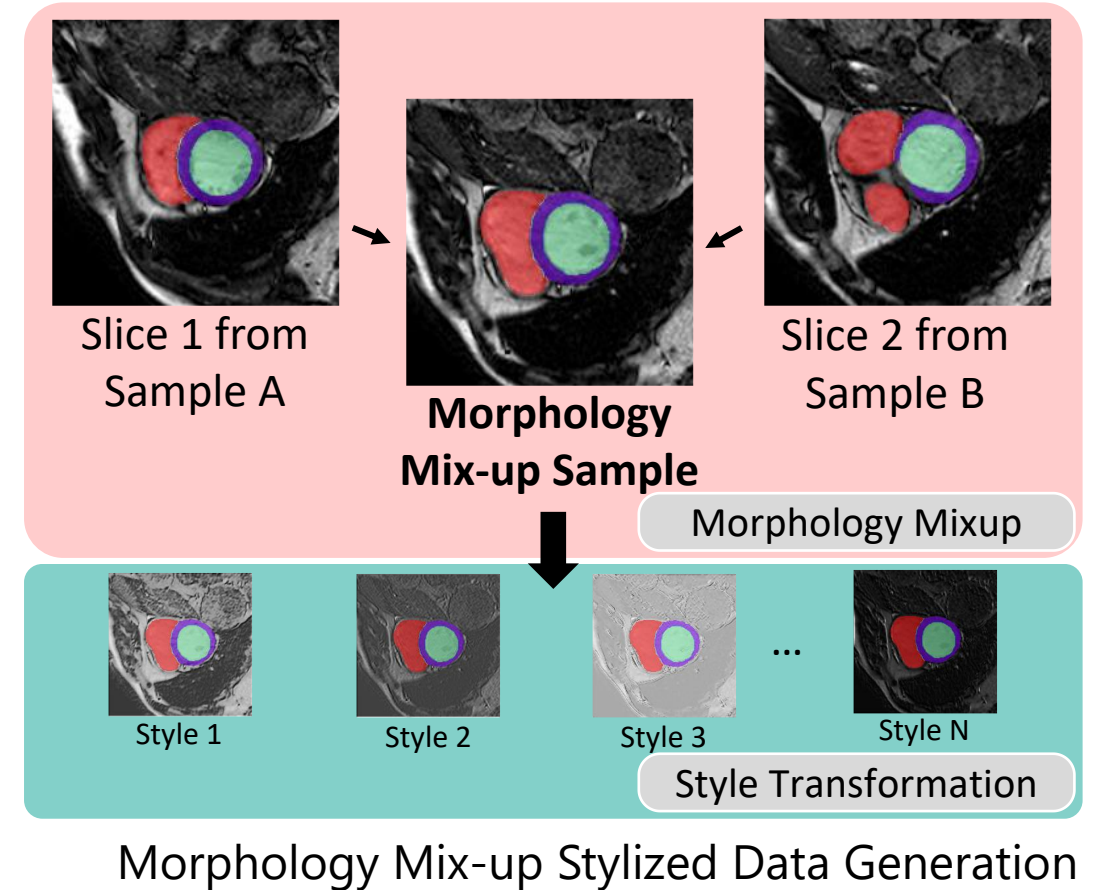 Slice 1 from
Sample A
Slice 2 from
Sample B
Morphology
Mix-up Sample
Morphology Mixup
...
Style 1
Style 2
Style 3
Style N
Style Transformation
Morphology Mix-up Stylized Data Generation